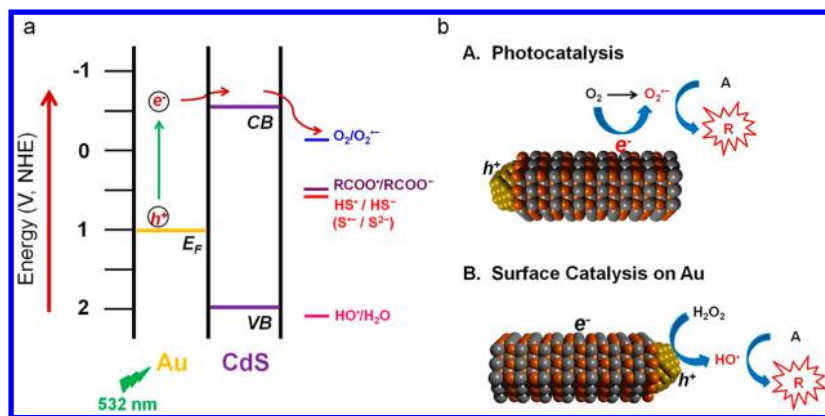 a
Energy (V, NHE)
-1
0
1
2
e-
h+
E_F
CB
VB
Au
CdS
532 nm
O₂/O₂•−
RCOO•/RCOO−
HS• / HS−
(S•− / S²−)
HO•/H₂O
b
A. Photocatalysis
O₂ → O₂•−
A
R
e-
h+
B. Surface Catalysis on Au
e-
H₂O₂
HO•
A
R
h+